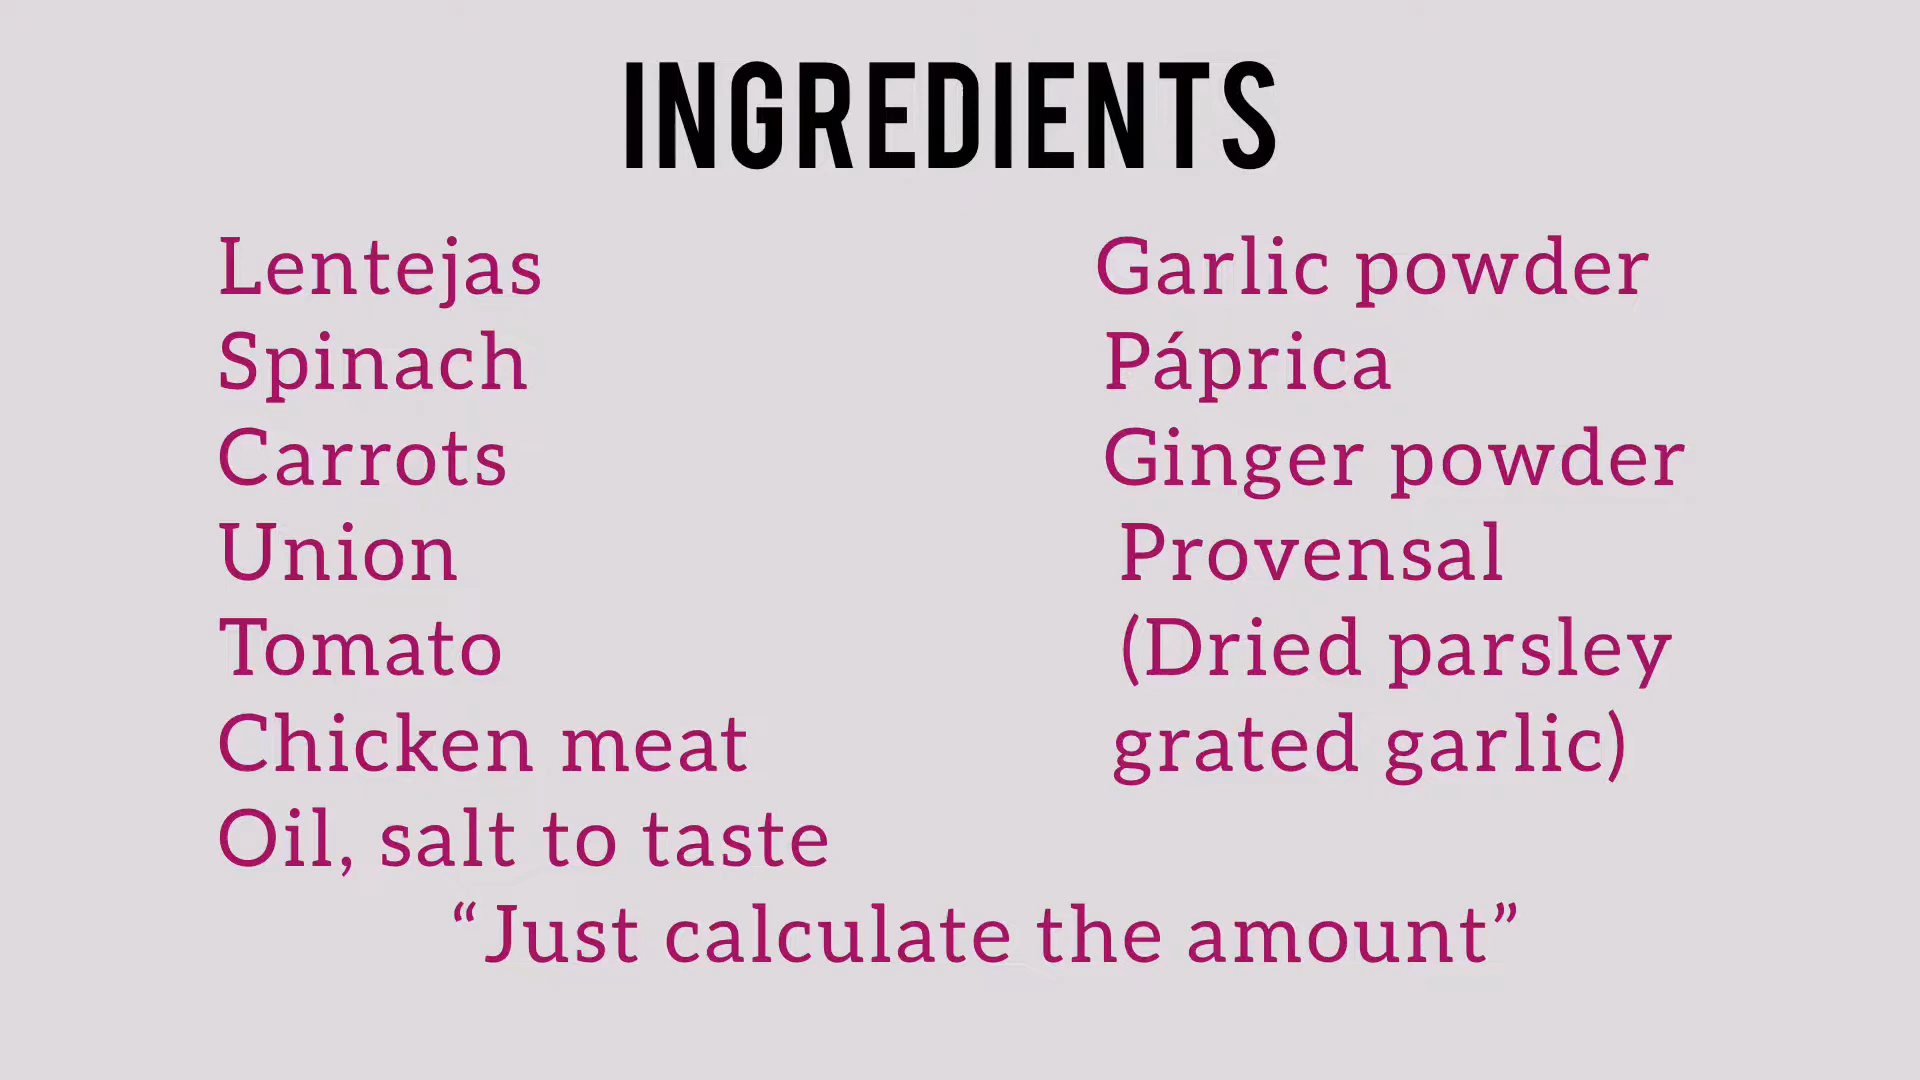 INGREDIENTS
Lentejas
Spinach
Carrots
Union
Tomato
Chicken meat
Oil, salt to taste
Garlic powder
Páprica
Ginger powder
Provensal
(Dried parsley
grated garlic)
“Just calculate the amount”